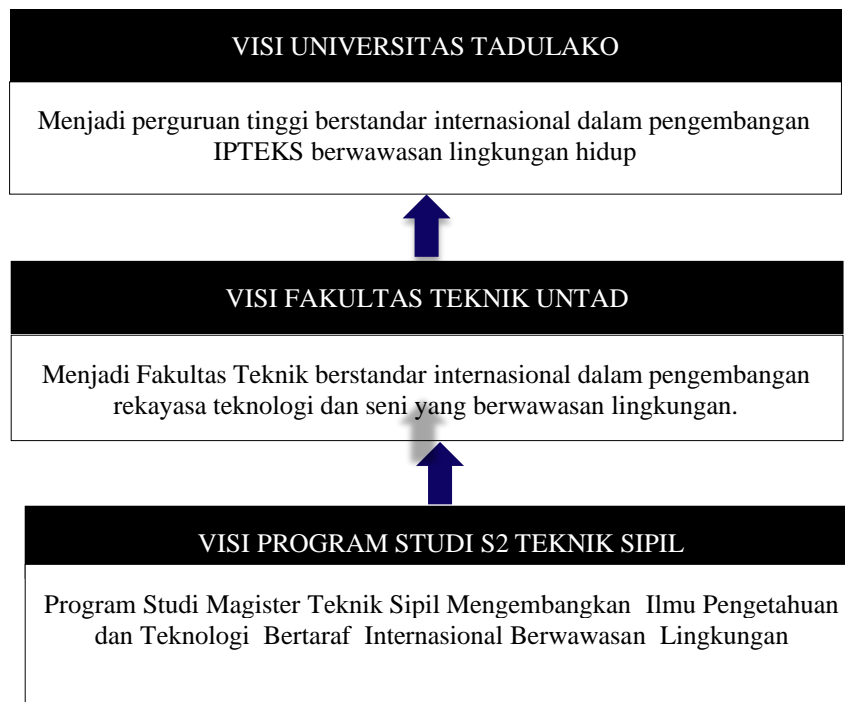 VISI UNIVERSITAS TADULAKO
Menjadi perguruan tinggi berstandar internasional dalam pengembangan
IPTEKS berwawasan lingkungan hidup
VISI FAKULTAS TEKNIK UNTAD
Menjadi Fakultas Teknik berstandar internasional dalam pengembangan
rekayasa teknologi dan seni yang berwawasan lingkungan.
VISI PROGRAM STUDI S2 TEKNIK SIPIL
Program Studi Magister Teknik Sipil Mengembangkan Ilmu Pengetahuan
dan Teknologi Bertaraf Internasional Berwawasan Lingkungan